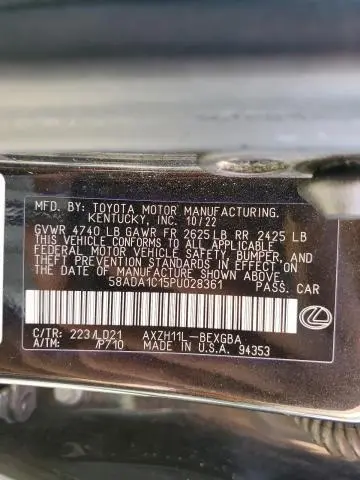 MFD. BY: TOYOTA MOTOR MANUFACTURING.
KENTUCKY, INC. 10/22
GVWR 4740 LB GAWR FR 2625 LB RR 2425 LB
THIS VEHICLE CONFORMS TO ALL APPLICABLE
FEDERAL MOTOR VEHICLE SAFETY, BUMPER, AND
THEFT PREVENTION STANDARDS IN EFFECT ON
THE DATE OF MANUFACTURE SHOWN ABOVE.
58ADA1C15PU028361 PASS. CAR
C/TR: 223/LD21 AXZH11L-BEXGBA
A/TM: /P710 MADE IN U.S.A. 94353